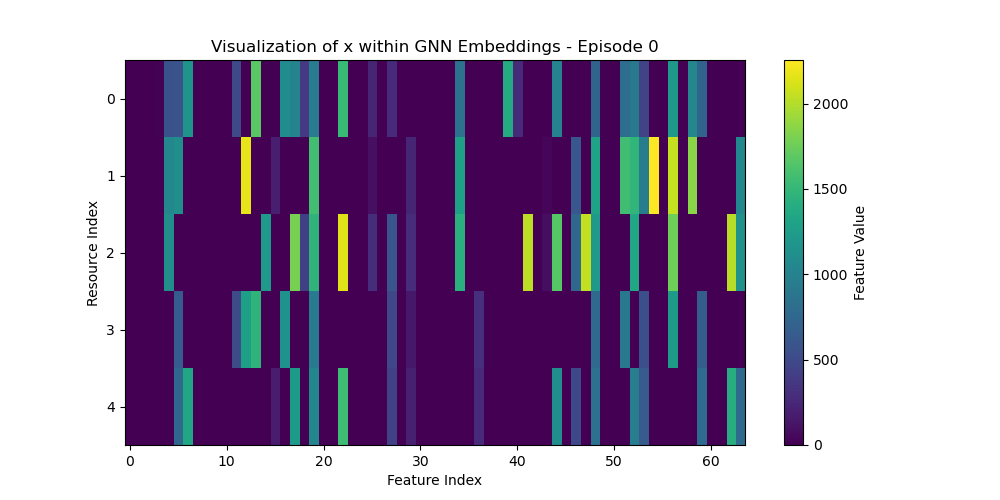 Visualization of x within GNN Embeddings - Episode 0
Resource Index
0
1
2
3
4
0 10 20 30 40 50 60
Feature Index
2000
1500
1000
500
0
Feature Value